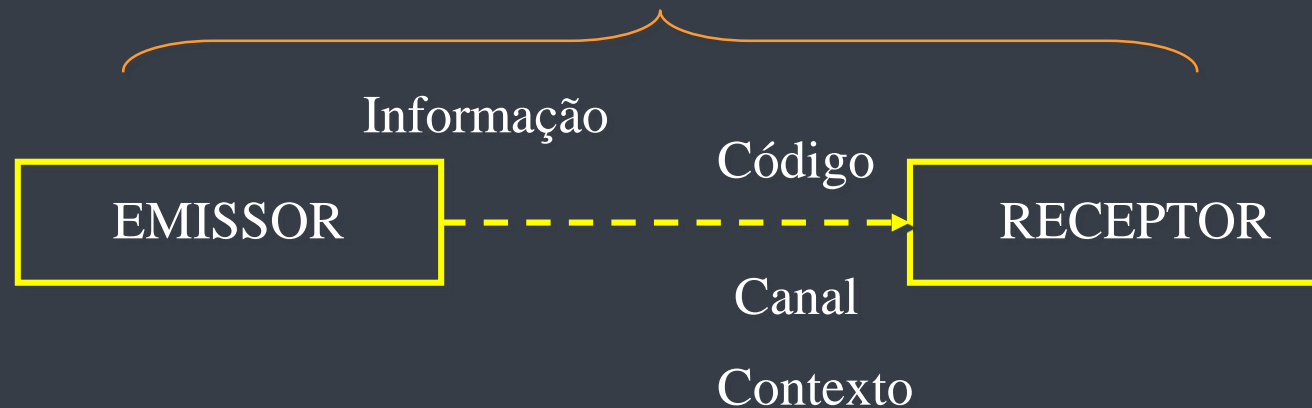 Informação
Código
EMISSOR
RECEPTOR
Canal
Contexto